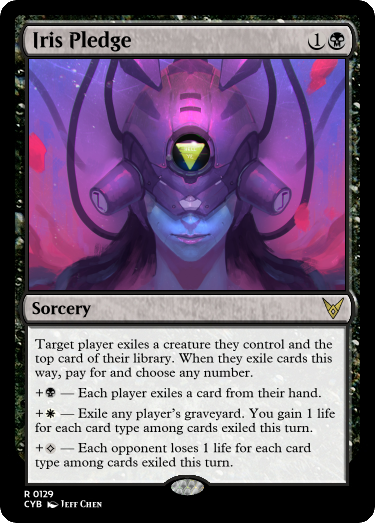 Iris Pledge 1
Sorcery
Target player exiles a creature they control and the
top card of their library. When they exile cards this
way, pay for and choose any number.
+ — Each player exiles a card from their hand.
+ — Exile any player's graveyard. You gain 1 life
for each card type among cards exiled this turn.
+ — Each opponent loses 1 life for each card
type among cards exiled this turn.
R 0129
CYB Jeff Chen